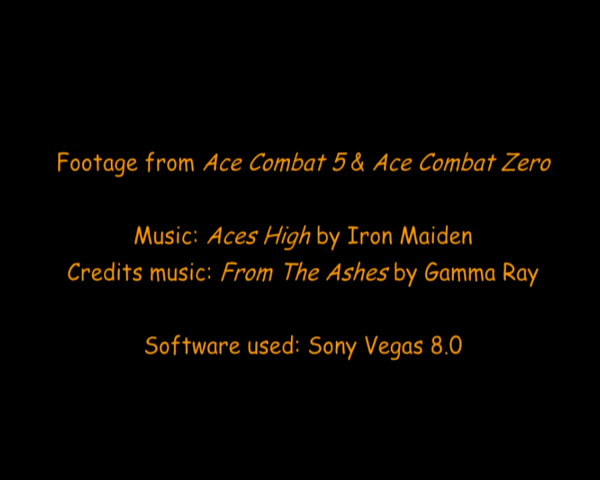 Footage from Ace Combat 5 & Ace Combat Zero
Music: Aces High by Iron Maiden
Credits music: From The Ashes by Gamma Ray
Software used: Sony Vegas 8.0